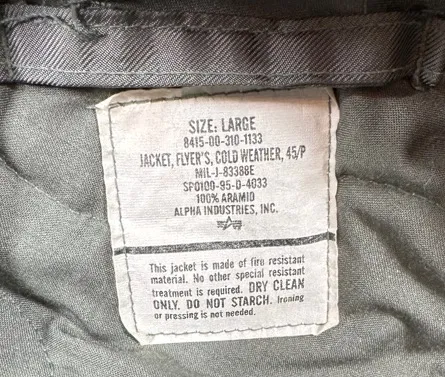 SIZE: LARGE
8415-00-310-1133
JACKET, FLYER'S, COLD WEATHER, 45/P
MIL-J-83388E
SPO100-95-D-4033
100% ARAMID
ALPHA INDUSTRIES, INC.
This jacket is made of fire resistant
material. No other special resistant
treatment is required. DRY CLEAN
ONLY. DO NOT STARCH. Ironing
or pressing is not needed.